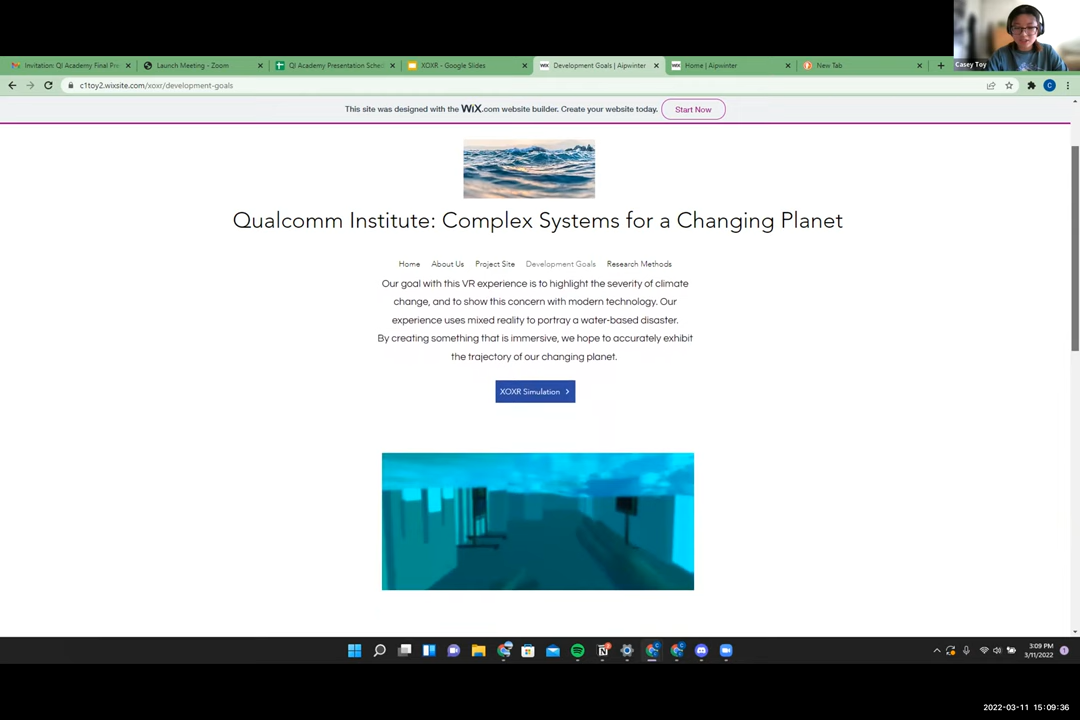 Casey Toy
Invitation: QI Academy Final Pr
Launch Meeting - Zoom
QI Academy Presentation Sched
XOXR - Google Slides
Development Goals | Aipwinter
Home | Aipwinter
New Tab
c1toy2.wixsite.com/xoxr/development-goals
This site was designed with the WiX.com website builder. Create your website today.
Start Now
Qualcomm Institute: Complex Systems for a Changing Planet
Home About Us Project Site Development Goals Research Methods
Our goal with this VR experience is to highlight the severity of climate
change, and to show this concern with modern technology. Our
experience uses mixed reality to portray a water-based disaster.
By creating something that is immersive, we hope to accurately exhibit
the trajectory of our changing planet.
XOXR Simulation >
3:09 PM
3/11/2022
2022-03-11 15:09:36